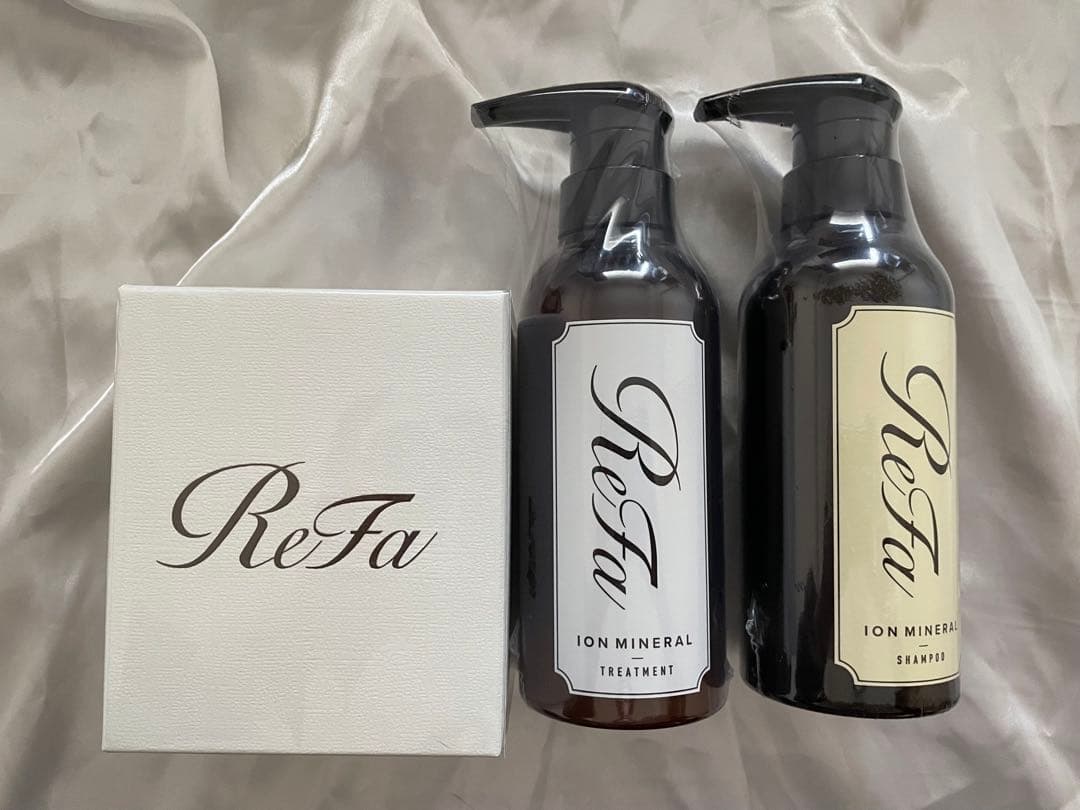 ReFa
ReFa
ION MINERAL
TREATMENT
ReFa
ION MINERAL
SHAMPOO